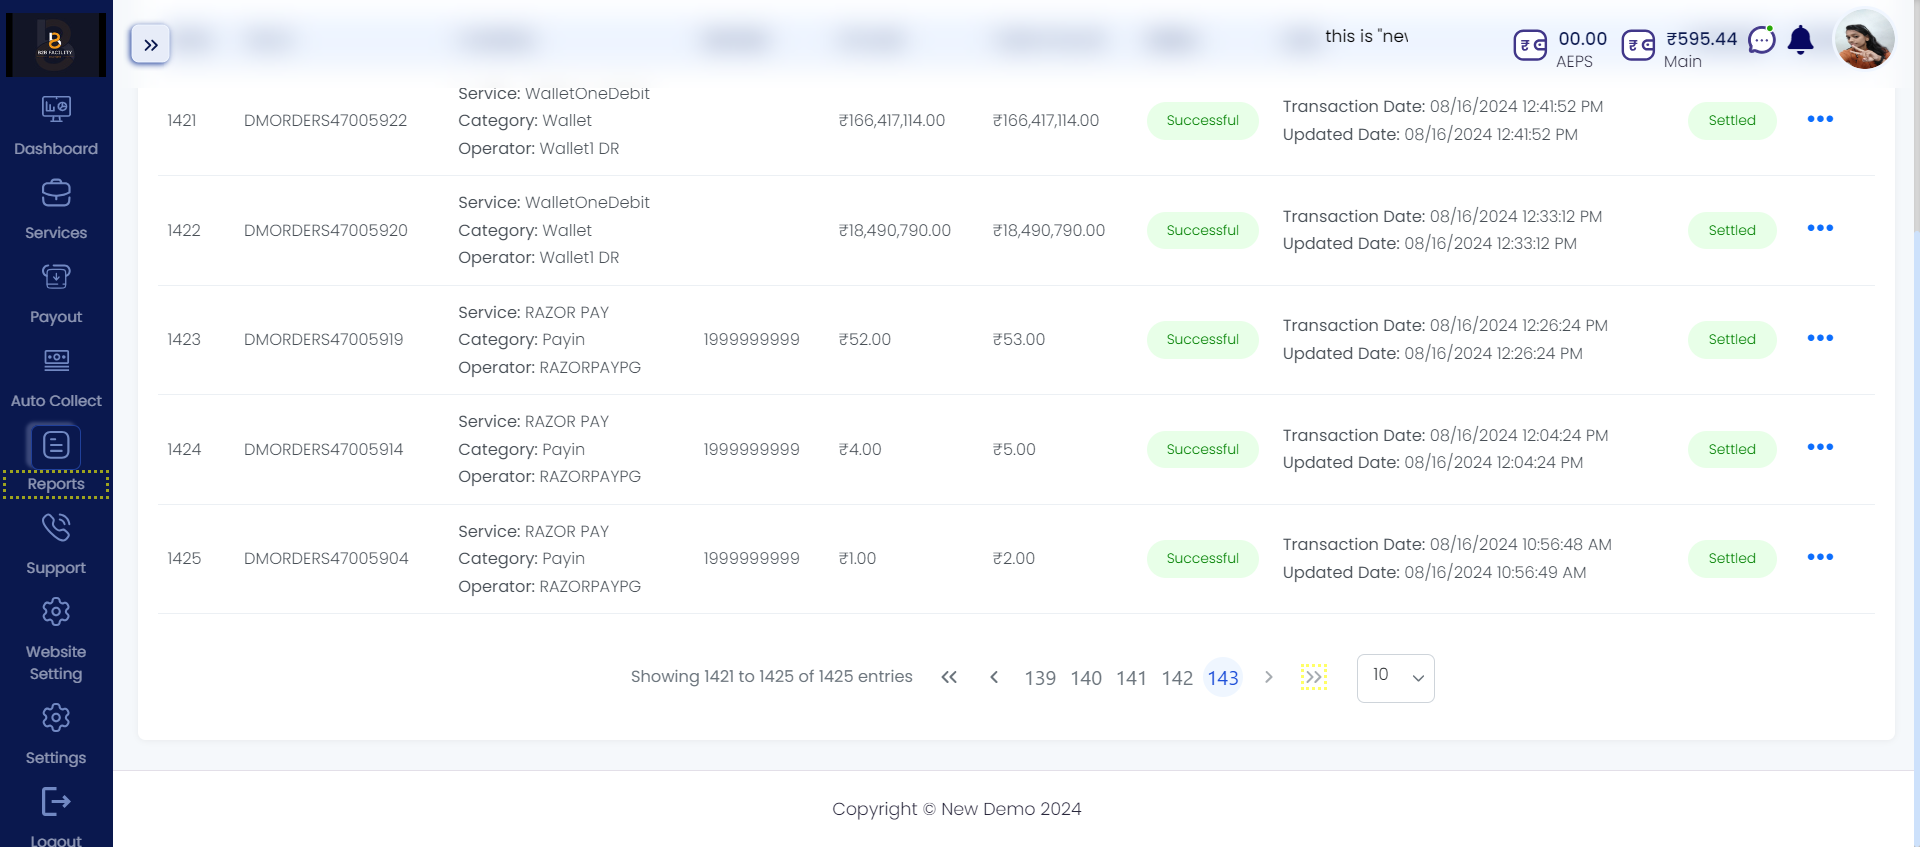 B2B FACILITY
this is "nev
00.00
AEPS
₹595.44
Main
Dashboard
Services
Payout
Auto Collect
Reports
Support
Website
Setting
Settings
Logout
1421 DMORDERS47005922 Service: WalletOneDebit
Category: Wallet
Operator: Wallet1 DR ₹166,417,114.00 ₹166,417,114.00 Successful Transaction Date: 08/16/2024 12:41:52 PM
Updated Date: 08/16/2024 12:41:52 PM Settled
1422 DMORDERS47005920 Service: WalletOneDebit
Category: Wallet
Operator: Wallet1 DR ₹18,490,790.00 ₹18,490,790.00 Successful Transaction Date: 08/16/2024 12:33:12 PM
Updated Date: 08/16/2024 12:33:12 PM Settled
1423 DMORDERS47005919 Service: RAZOR PAY
Category: Payin
Operator: RAZORPAYPG 1999999999 ₹52.00 ₹53.00 Successful Transaction Date: 08/16/2024 12:26:24 PM
Updated Date: 08/16/2024 12:26:24 PM Settled
1424 DMORDERS47005914 Service: RAZOR PAY
Category: Payin
Operator: RAZORPAYPG 1999999999 ₹4.00 ₹5.00 Successful Transaction Date: 08/16/2024 12:04:24 PM
Updated Date: 08/16/2024 12:04:24 PM Settled
1425 DMORDERS47005904 Service: RAZOR PAY
Category: Payin
Operator: RAZORPAYPG 1999999999 ₹1.00 ₹2.00 Successful Transaction Date: 08/16/2024 10:56:48 AM
Updated Date: 08/16/2024 10:56:49 AM Settled
Showing 1421 to 1425 of 1425 entries 139 140 141 142 143 10
Copyright © New Demo 2024